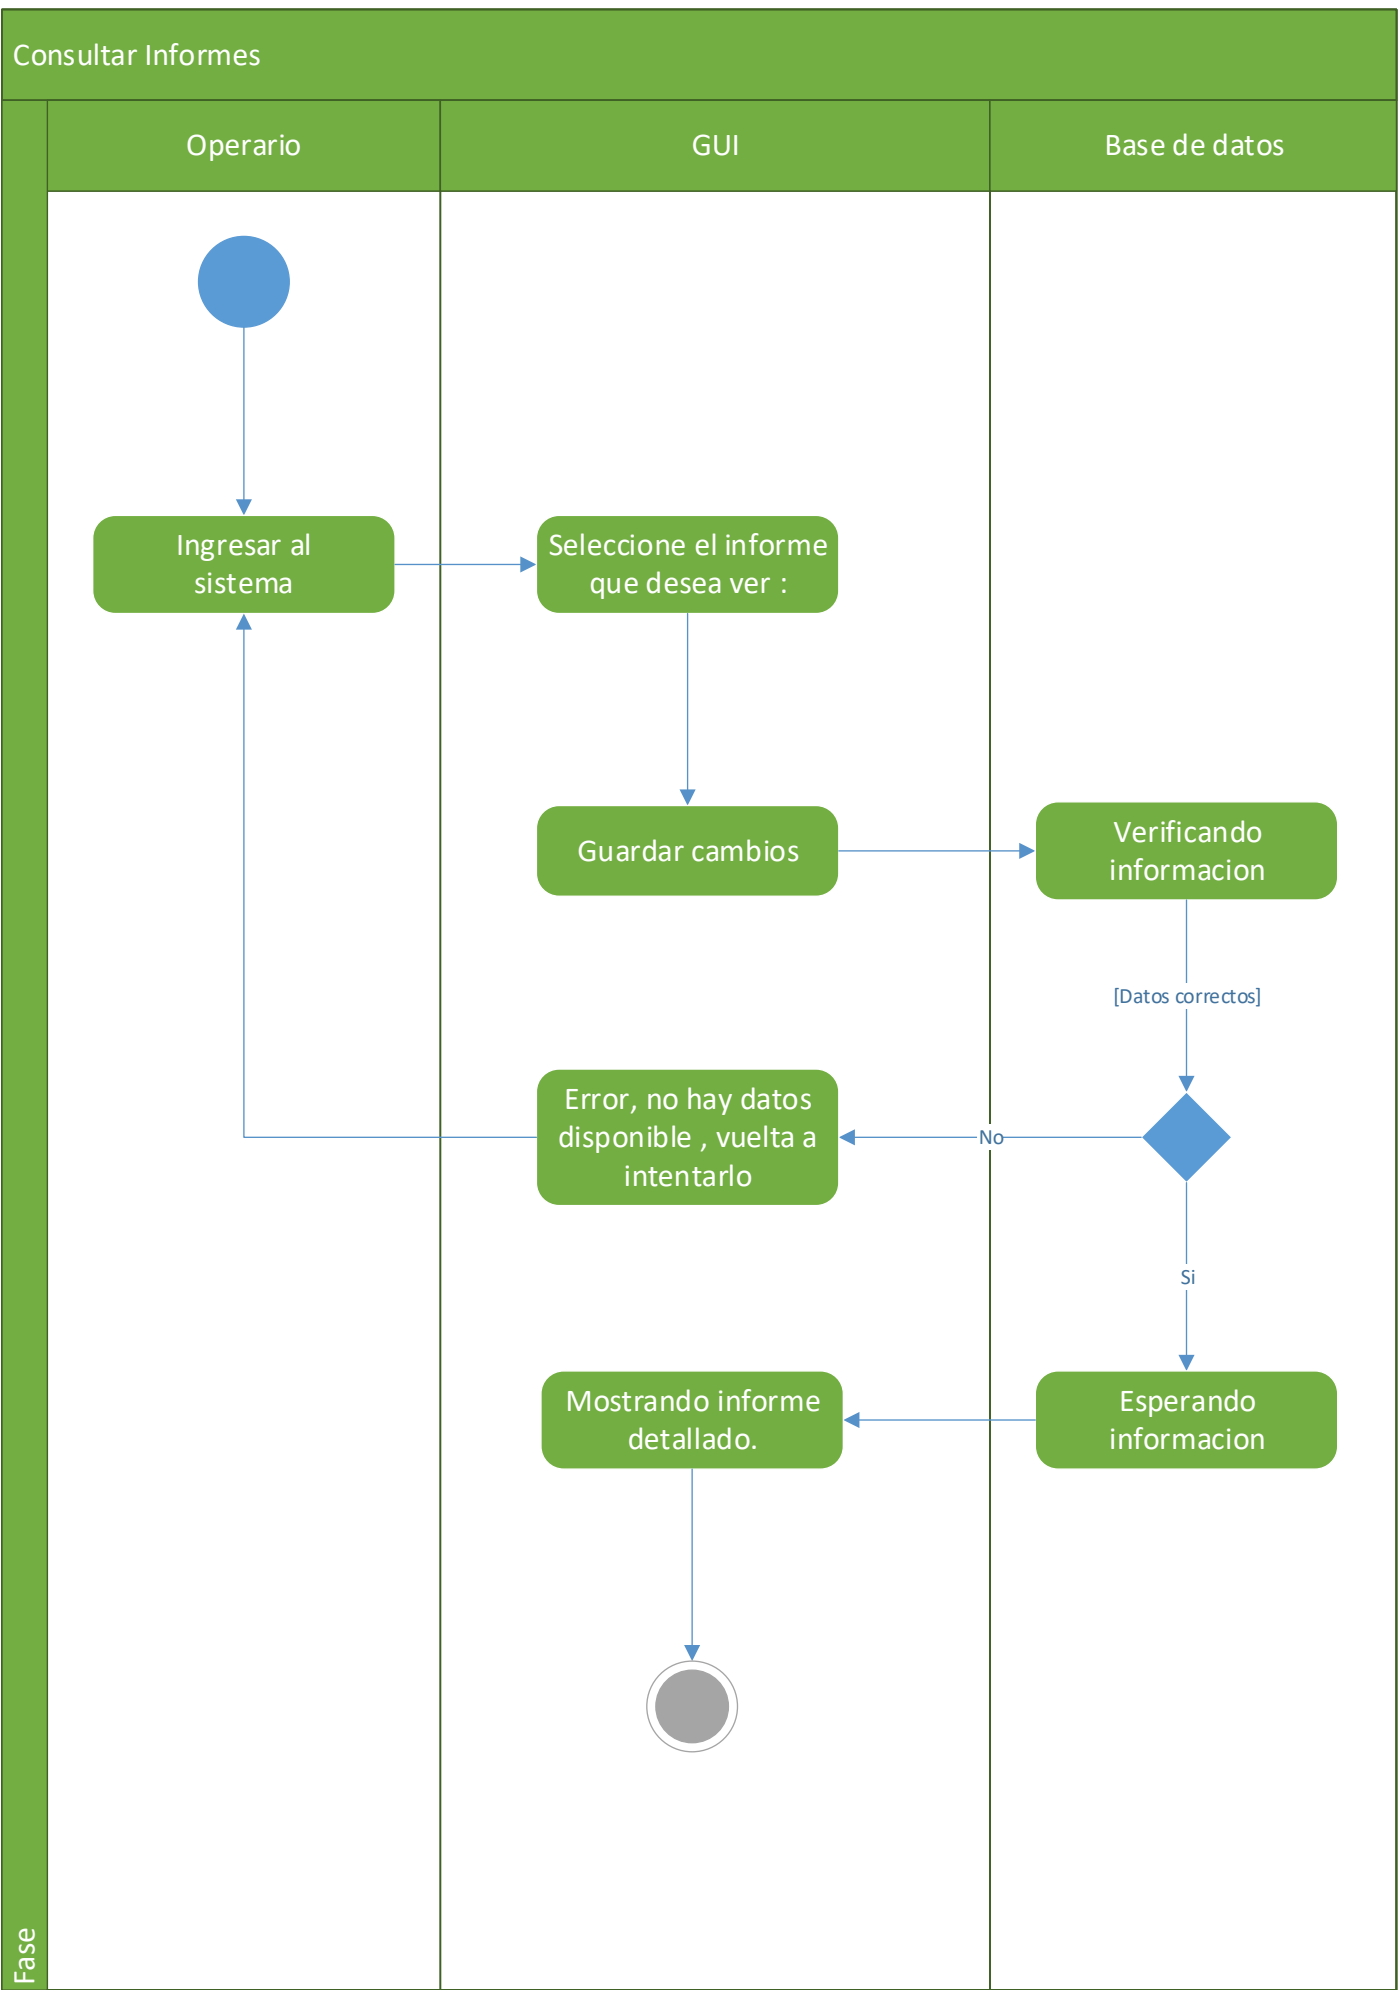 Consultar Informes
Operario
GUI
Base de datos
Ingresar al
sistema
Seleccione el informe
que desea ver :
Guardar cambios
Verificando
informacion
[Datos correctos]
Error, no hay datos
disponible , vuelta a
intentarlo
No
Si
Mostrando informe
detallado.
Esperando
informacion
Fase